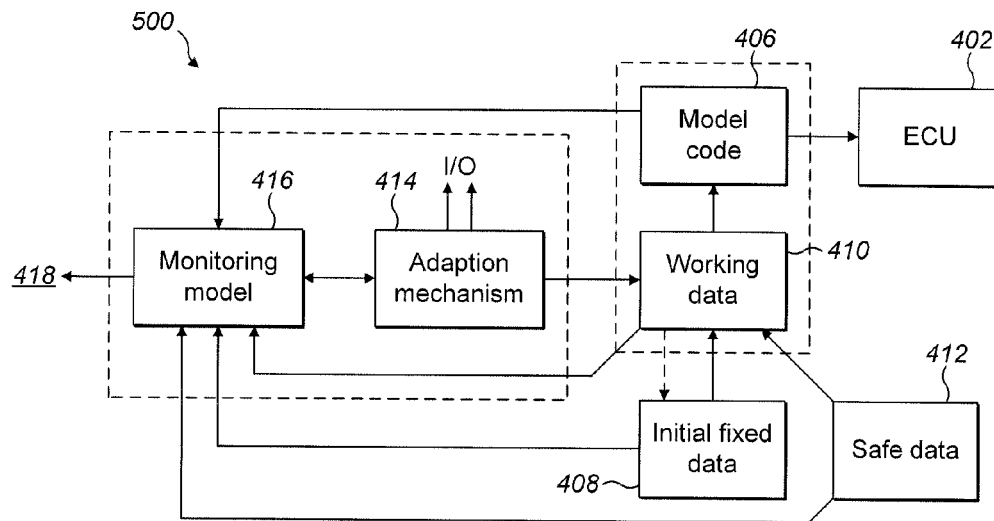 500
406
402
Model
code
ECU
I/O
416
414
410
418
Monitoring
model
Adaption
mechanism
Working
data
412
Initial fixed
data
Safe data
408